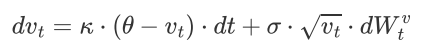 dv_t = κ · (θ − v_t) · dt + σ · √v_t · dW_t^v